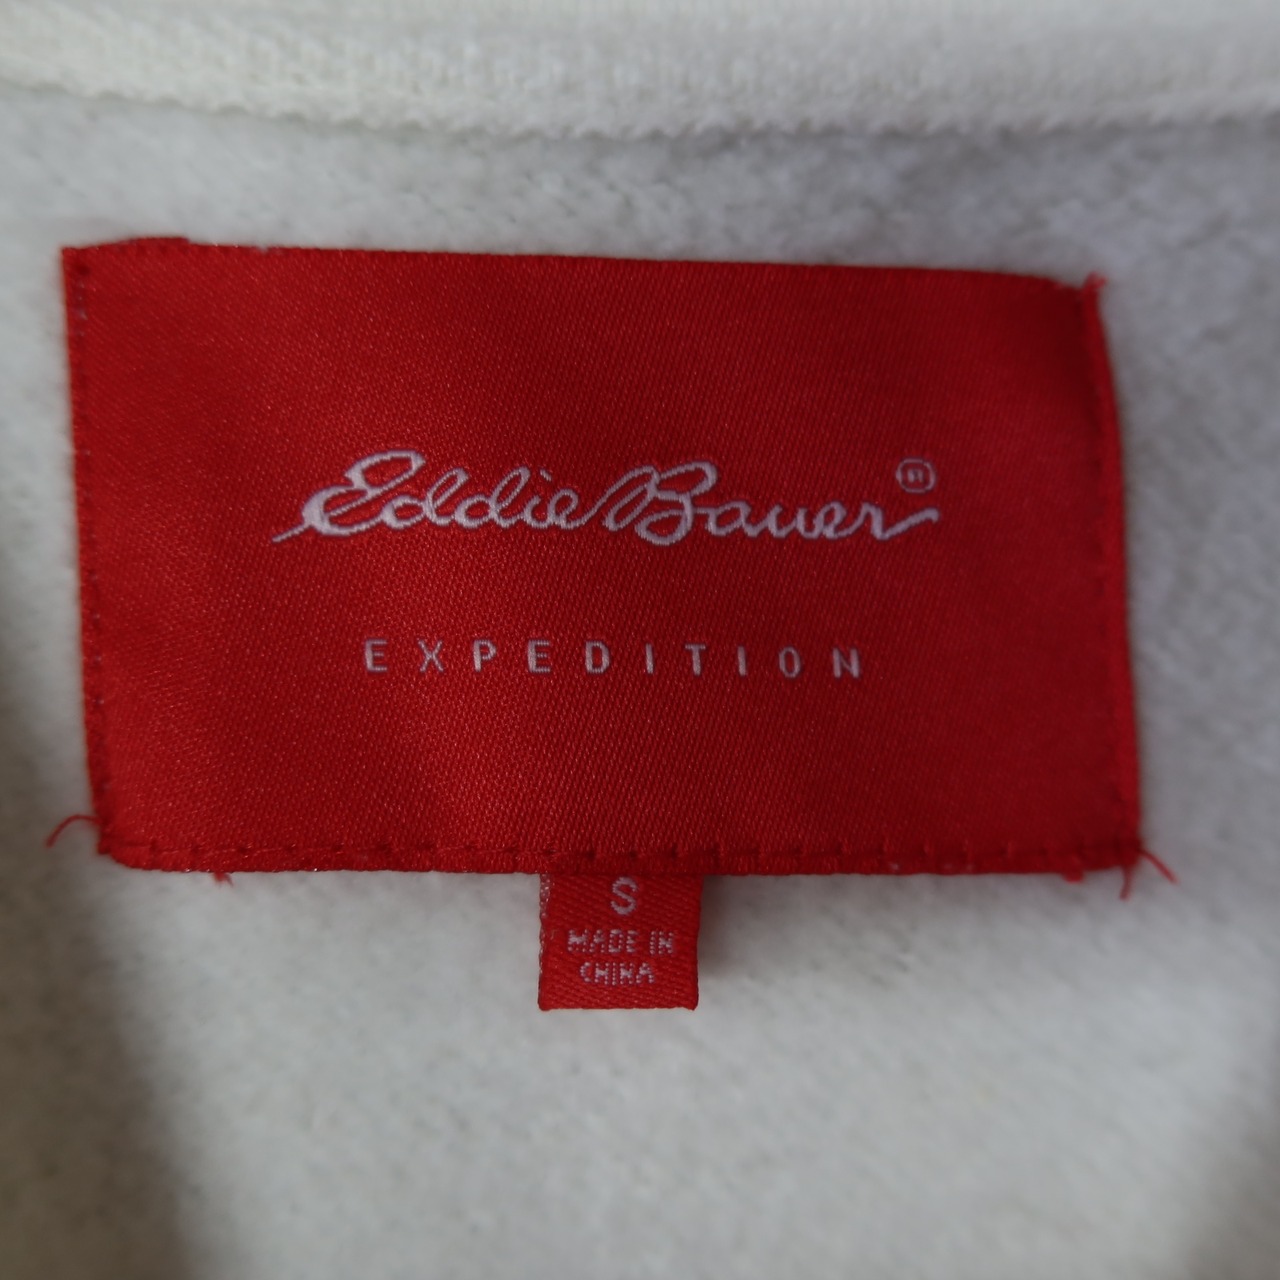 Eddie Bauer
EXPEDITION
S
MADE IN
CHINA